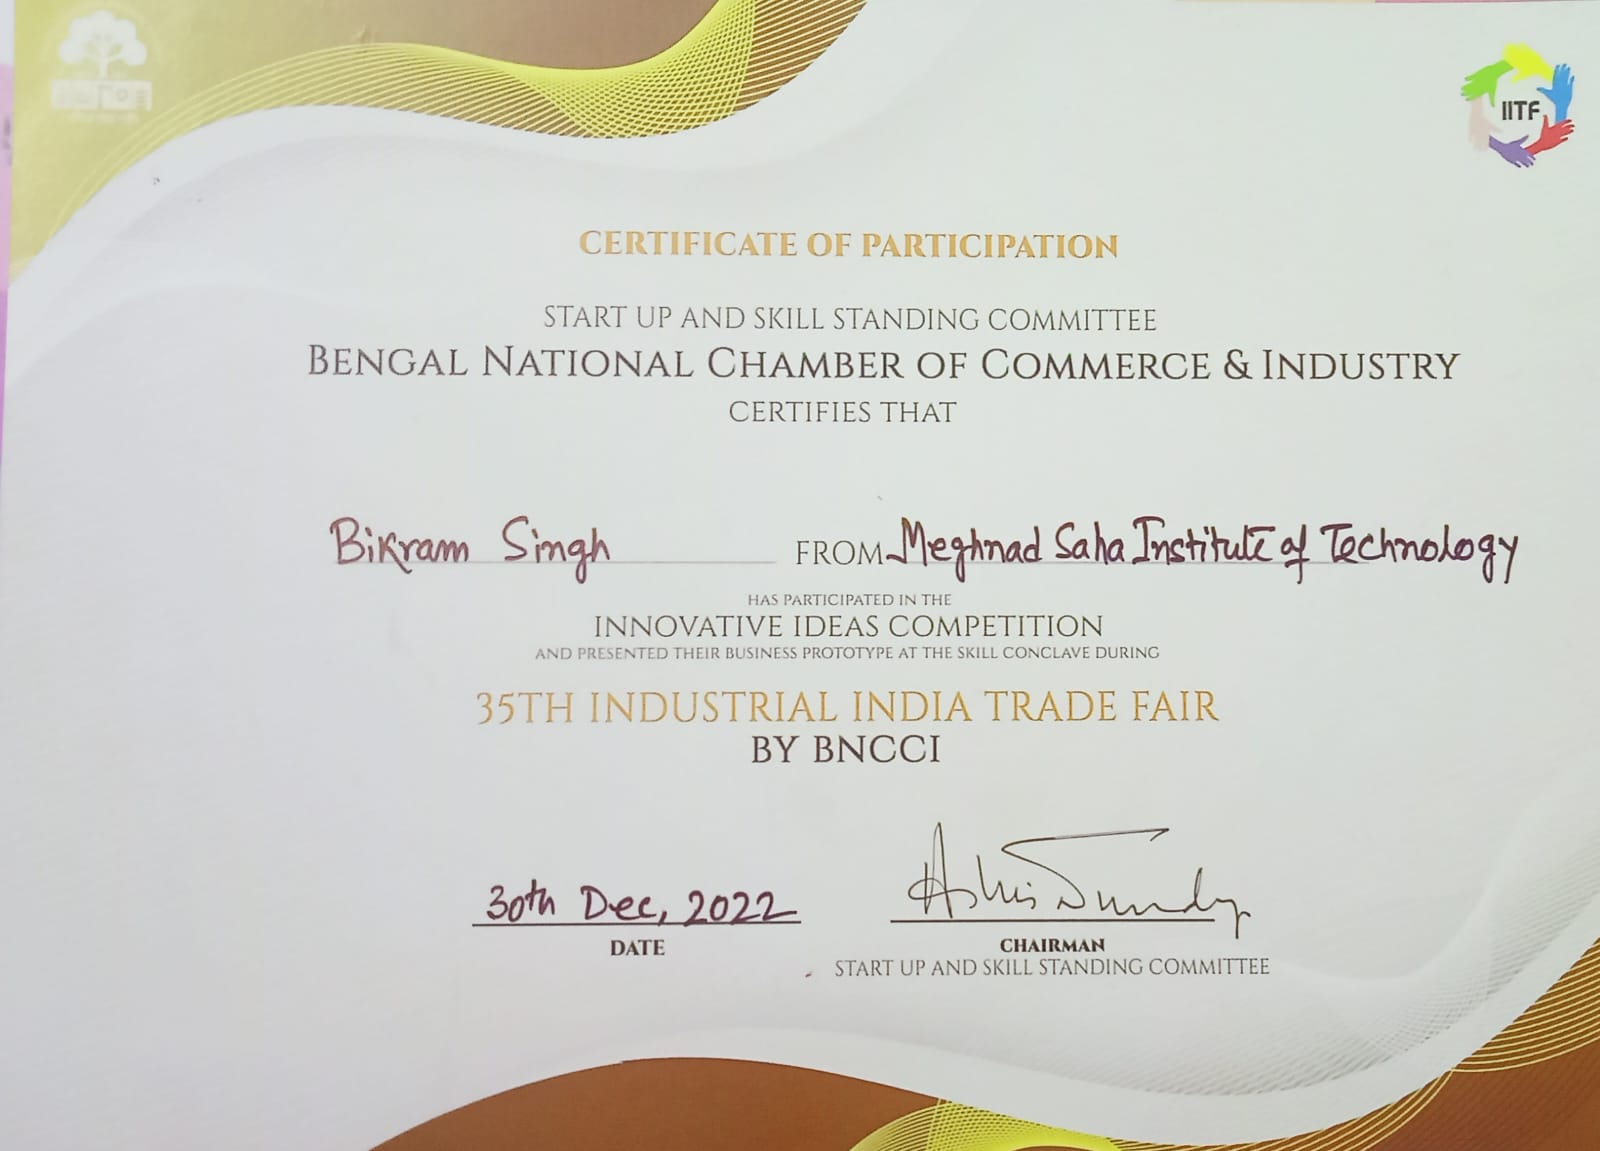 IITF
CERTIFICATE OF PARTICIPATION
START UP AND SKILL STANDING COMMITTEE
BENGAL NATIONAL CHAMBER OF COMMERCE & INDUSTRY
CERTIFIES THAT
Bikram Singh FROM Meghnad Saha Institute of Technology
HAS PARTICIPATED IN THE
INNOVATIVE IDEAS COMPETITION
AND PRESENTED THEIR BUSINESS PROTOTYPE AT THE SKILL CONCLAVE DURING
35TH INDUSTRIAL INDIA TRADE FAIR
BY BNCCI
30th Dec, 2022
DATE
CHAIRMAN
START UP AND SKILL STANDING COMMITTEE